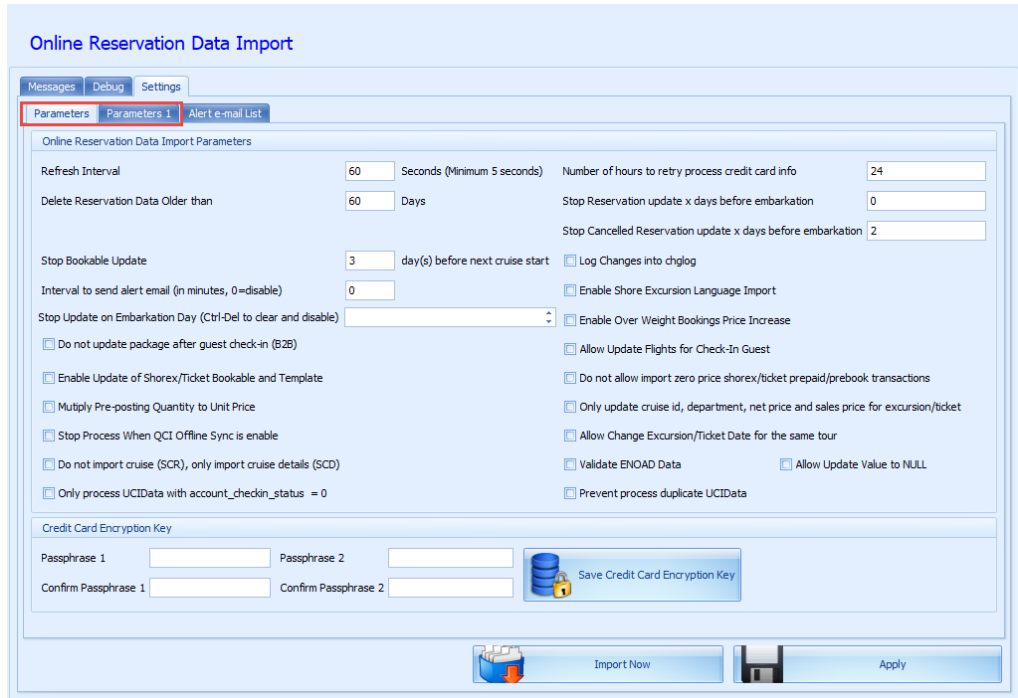 Online Reservation Data Import
Messages Debug Settings
Parameters Parameters 1 Alert e-mail List
Online Reservation Data Import Parameters
Refresh Interval 60 Seconds (Minimum 5 seconds) Number of hours to retry process credit card info 24
Delete Reservation Data Older than 60 Days Stop Reservation update x days before embarkation 0
Stop Cancelled Reservation update x days before embarkation 2
Stop Bookable Update 3 day(s) before next cruise start Log Changes into chglog
Interval to send alert email (in minutes, 0=disable) 0 Enable Shore Excursion Language Import
Stop Update on Embarkation Day (Ctrl-Del to clear and disable) Enable Over Weight Bookings Price Increase
Do not update package after guest check-in (B2B) Allow Update Flights for Check-In Guest
Enable Update of Shorex/Ticket Bookable and Template Do not allow import zero price shorex/ticket prepaid/prebook transactions
Mutiply Pre-posting Quantity to Unit Price Only update cruise id, department, net price and sales price for excursion/ticket
Stop Process When QCI Offline Sync is enable Allow Change Excursion/Ticket Date for the same tour
Do not import cruise (SCR), only import cruise details (SCD) Validate ENOAD Data Allow Update Value to NULL
Only process UCIData with account_checkin_status = 0 Prevent process duplicate UCIData
Credit Card Encryption Key
Passphrase 1 Passphrase 2
Save Credit Card Encryption Key
Confirm Passphrase 1 Confirm Passphrase 2
Import Now Apply